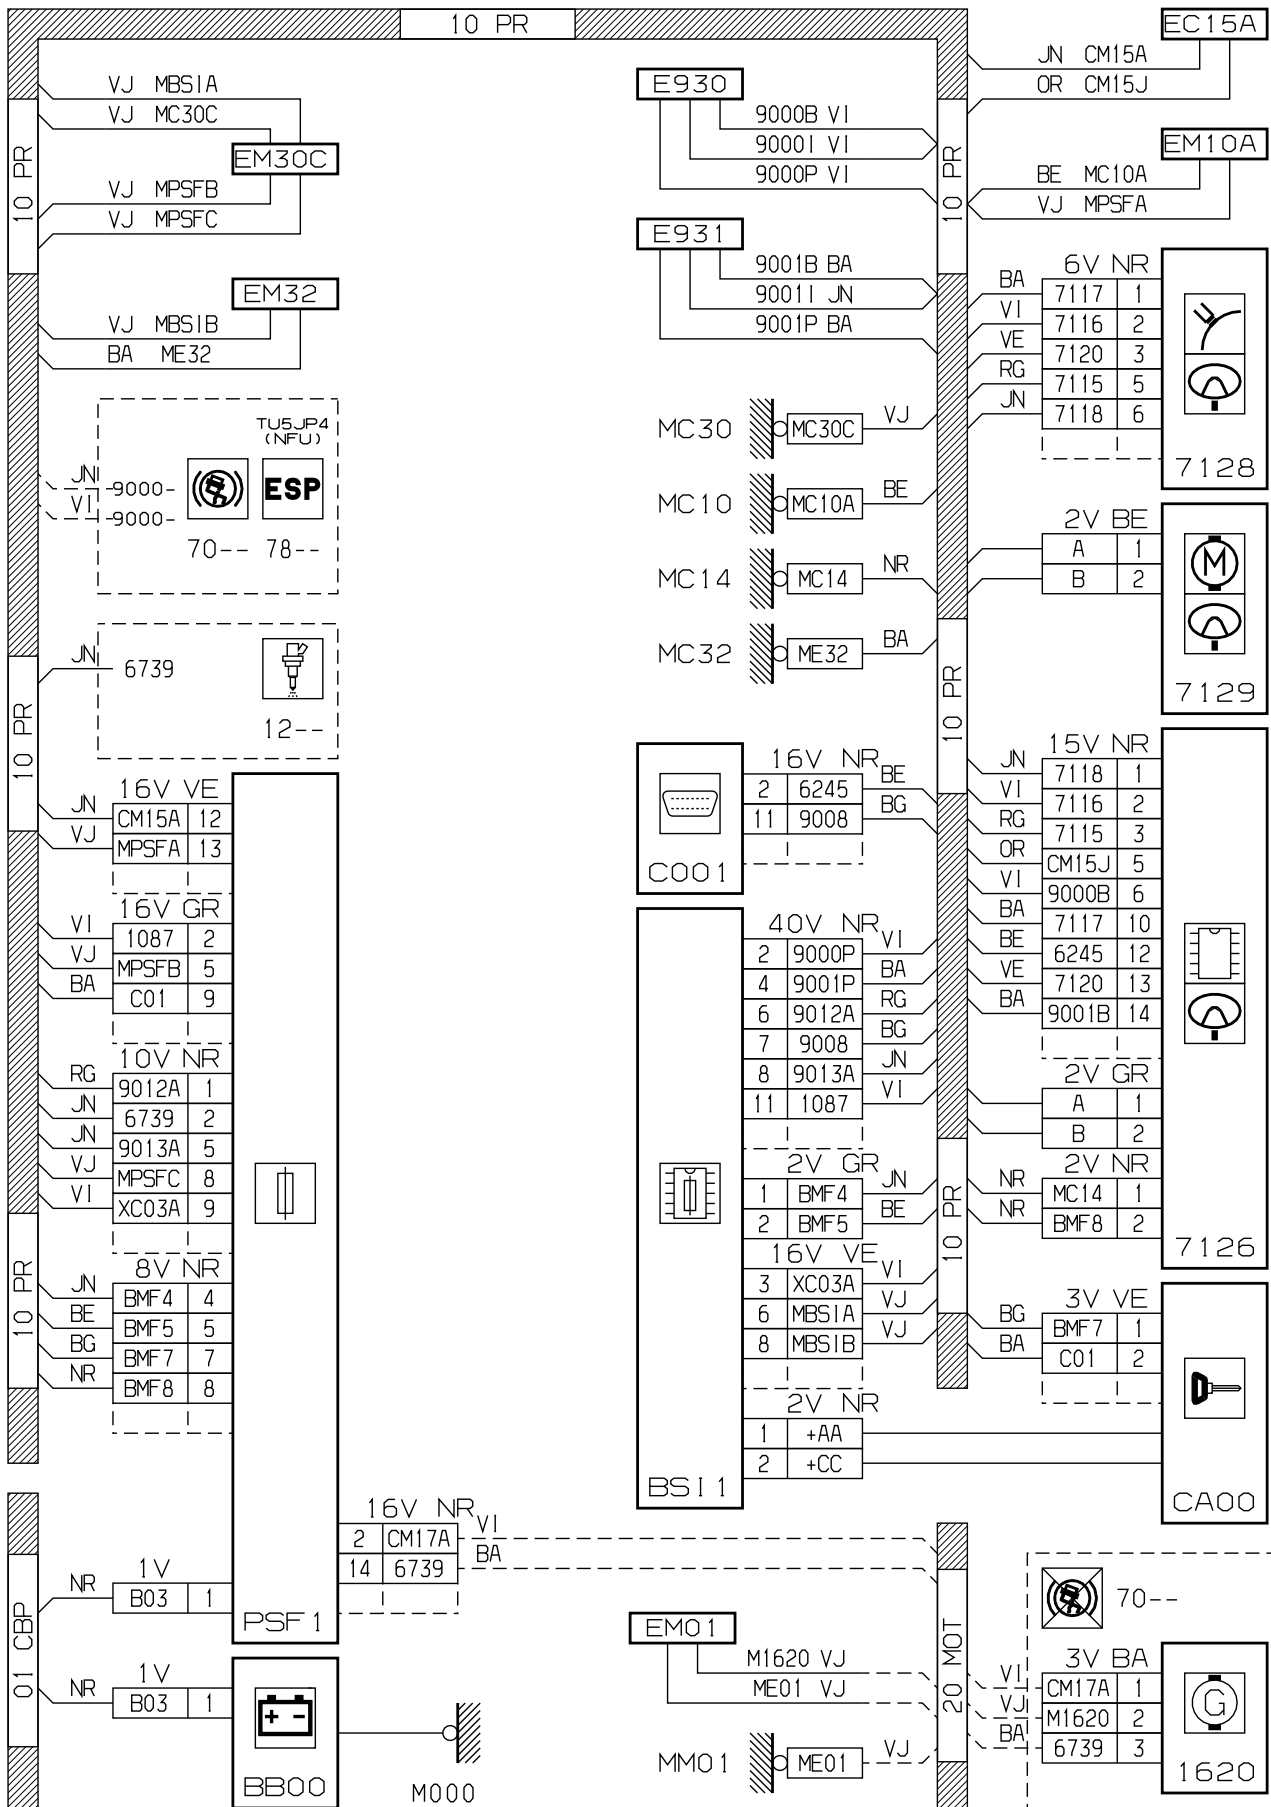 10 PR
EC15A
JN CM15A
OR CM15J
VJ MBSIA
VJ MC30C
EM30C
VJ MPSFB
VJ MPSFC
10 PR
E930
9000B VI
9000I VI
9000P VI
10 PR
EM10A
BE MC10A
VJ MPSFA
E931
9001B BA
9001I JN
9001P BA
EM32
VJ MBSIB
BA ME32
6V NR
BA 7117 1
VI 7116 2
VE 7120 3
RG 7115 5
JN 7118 6
7128
TU5JP4
(NFU)
JN 9000-
VI 9000-
ESP
70-- 78--
MC30 MC30C VJ
MC10 MC10A BE
MC14 MC14 NR
MC32 ME32 BA
2V BE
A 1
B 2
M
7129
JN 6739
12--
10 PR
10 PR
16V VE
JN CM15A 12
VJ MPSFA 13
16V GR
VI 1087 2
VJ MPSFB 5
BA C01 9
10V NR
RG 9012A 1
JN 6739 2
JN 9013A 5
VJ MPSFC 8
VI XC03A 9
8V NR
JN BMF4 4
BE BMF5 5
BG BMF7 7
NR BMF8 8
10 PR
16V NR
2 6245 BE
11 9008 BG
C001
40V NR
2 9000P VI
4 9001P BA
6 9012A RG
7 9008 BG
8 9013A JN
11 1087 VI
2V GR
1 BMF4 JN
2 BMF5 BE
16V VE
3 XC03A VI
6 MBSIA VJ
8 MBSIB VJ
2V NR
1 +AA
2 +CC
BSI1
10 PR
15V NR
JN 7118 1
VI 7116 2
RG 7115 3
OR CM15J 5
VI 9000B 6
BA 7117 10
BE 6245 12
VE 7120 13
BA 9001B 14
2V GR
A 1
B 2
2V NR
NR MC14 1
NR BMF8 2
7126
3V VE
BG BMF7 1
BA C01 2
CA00
16V NR
2 CM17A VI
14 6739 BA
1V
NR B03 1
PSF1
01 CBP
1V
NR B03 1
+ -
BB00
M000
EM01
M1620 VJ
ME01 VJ
MM01 ME01 VJ
20 MOT
70--
3V BA
VI CM17A 1
VJ M1620 2
BA 6739 3
G
1620